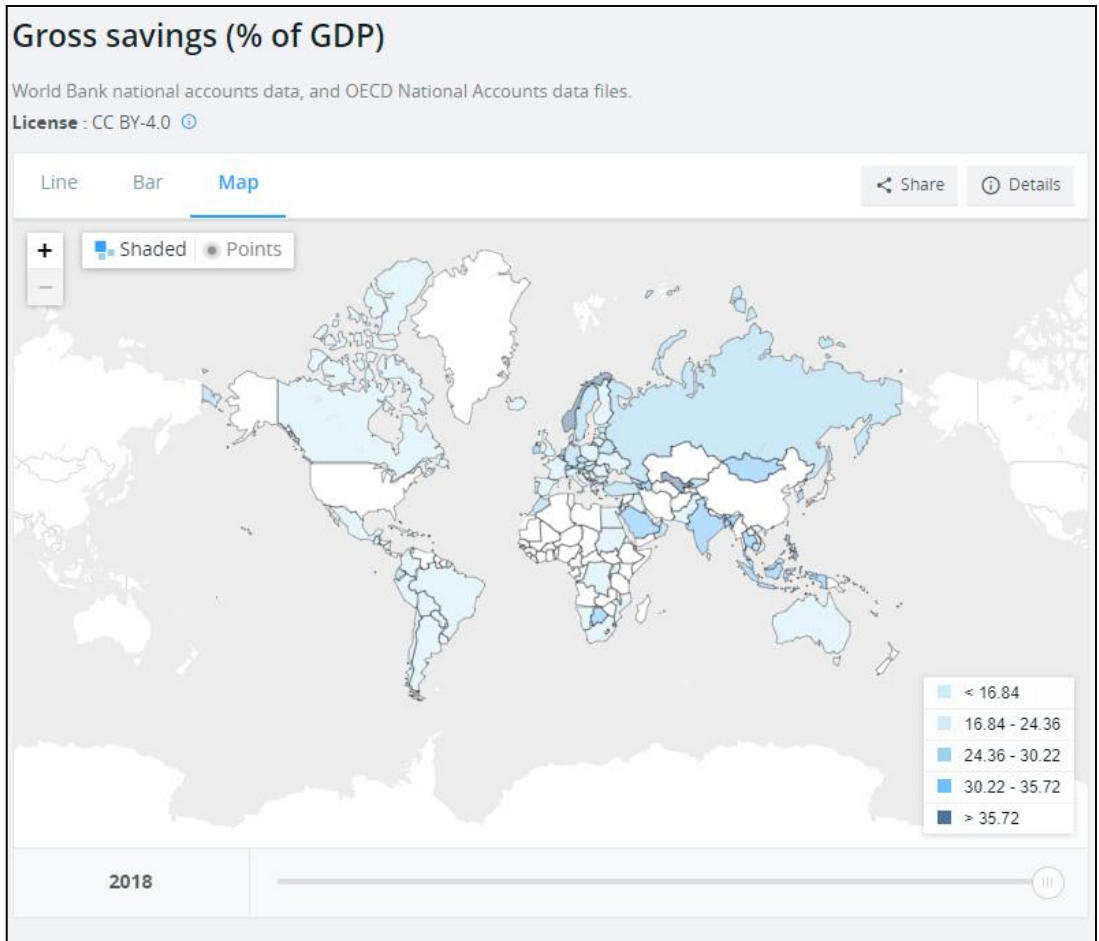 Gross savings (% of GDP)
World Bank national accounts data, and OECD National Accounts data files.
License : CC BY-4.0
Line Bar Map Share Details
+ Shaded Points
−
< 16.84
16.84 - 24.36
24.36 - 30.22
30.22 - 35.72
> 35.72
2018